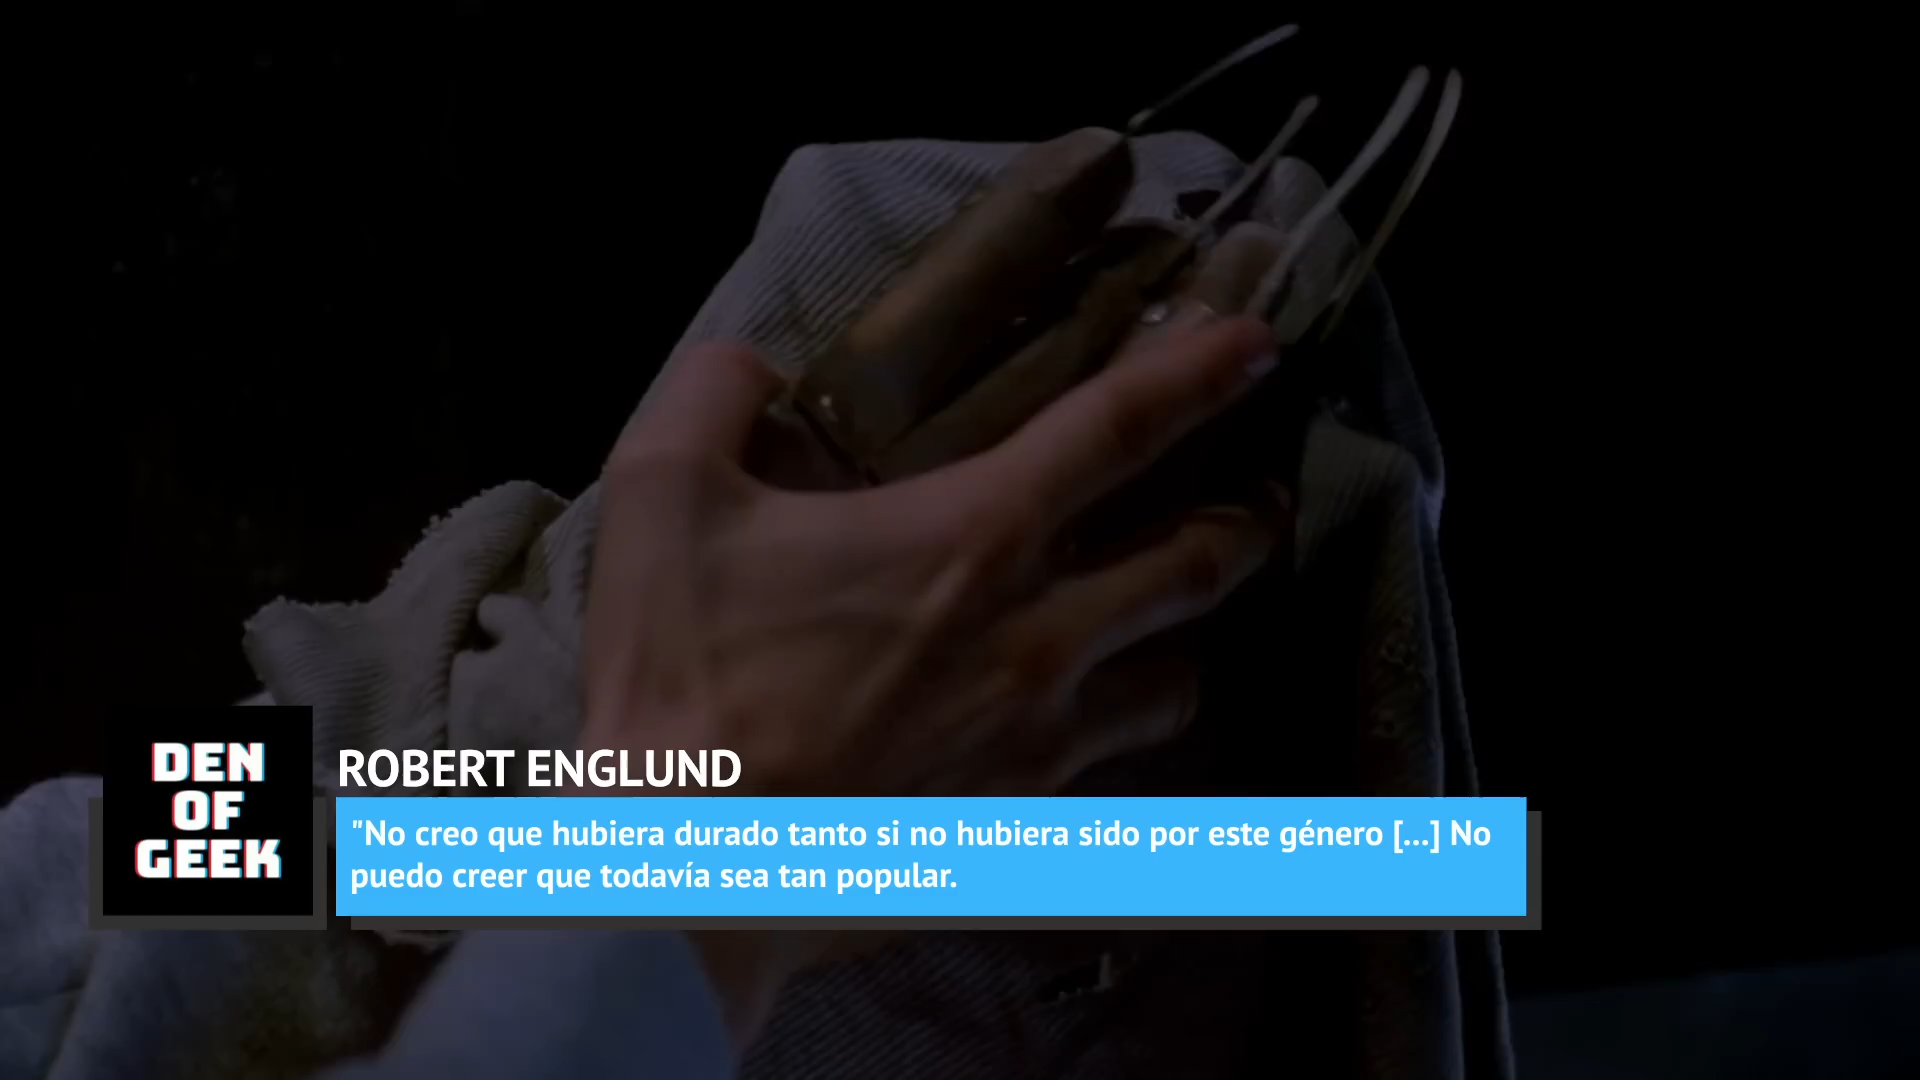 DEN
OF
GEEK
ROBERT ENGLUND
"No creo que hubiera durado tanto si no hubiera sido por este género [...] No
puedo creer que todavía sea tan popular.